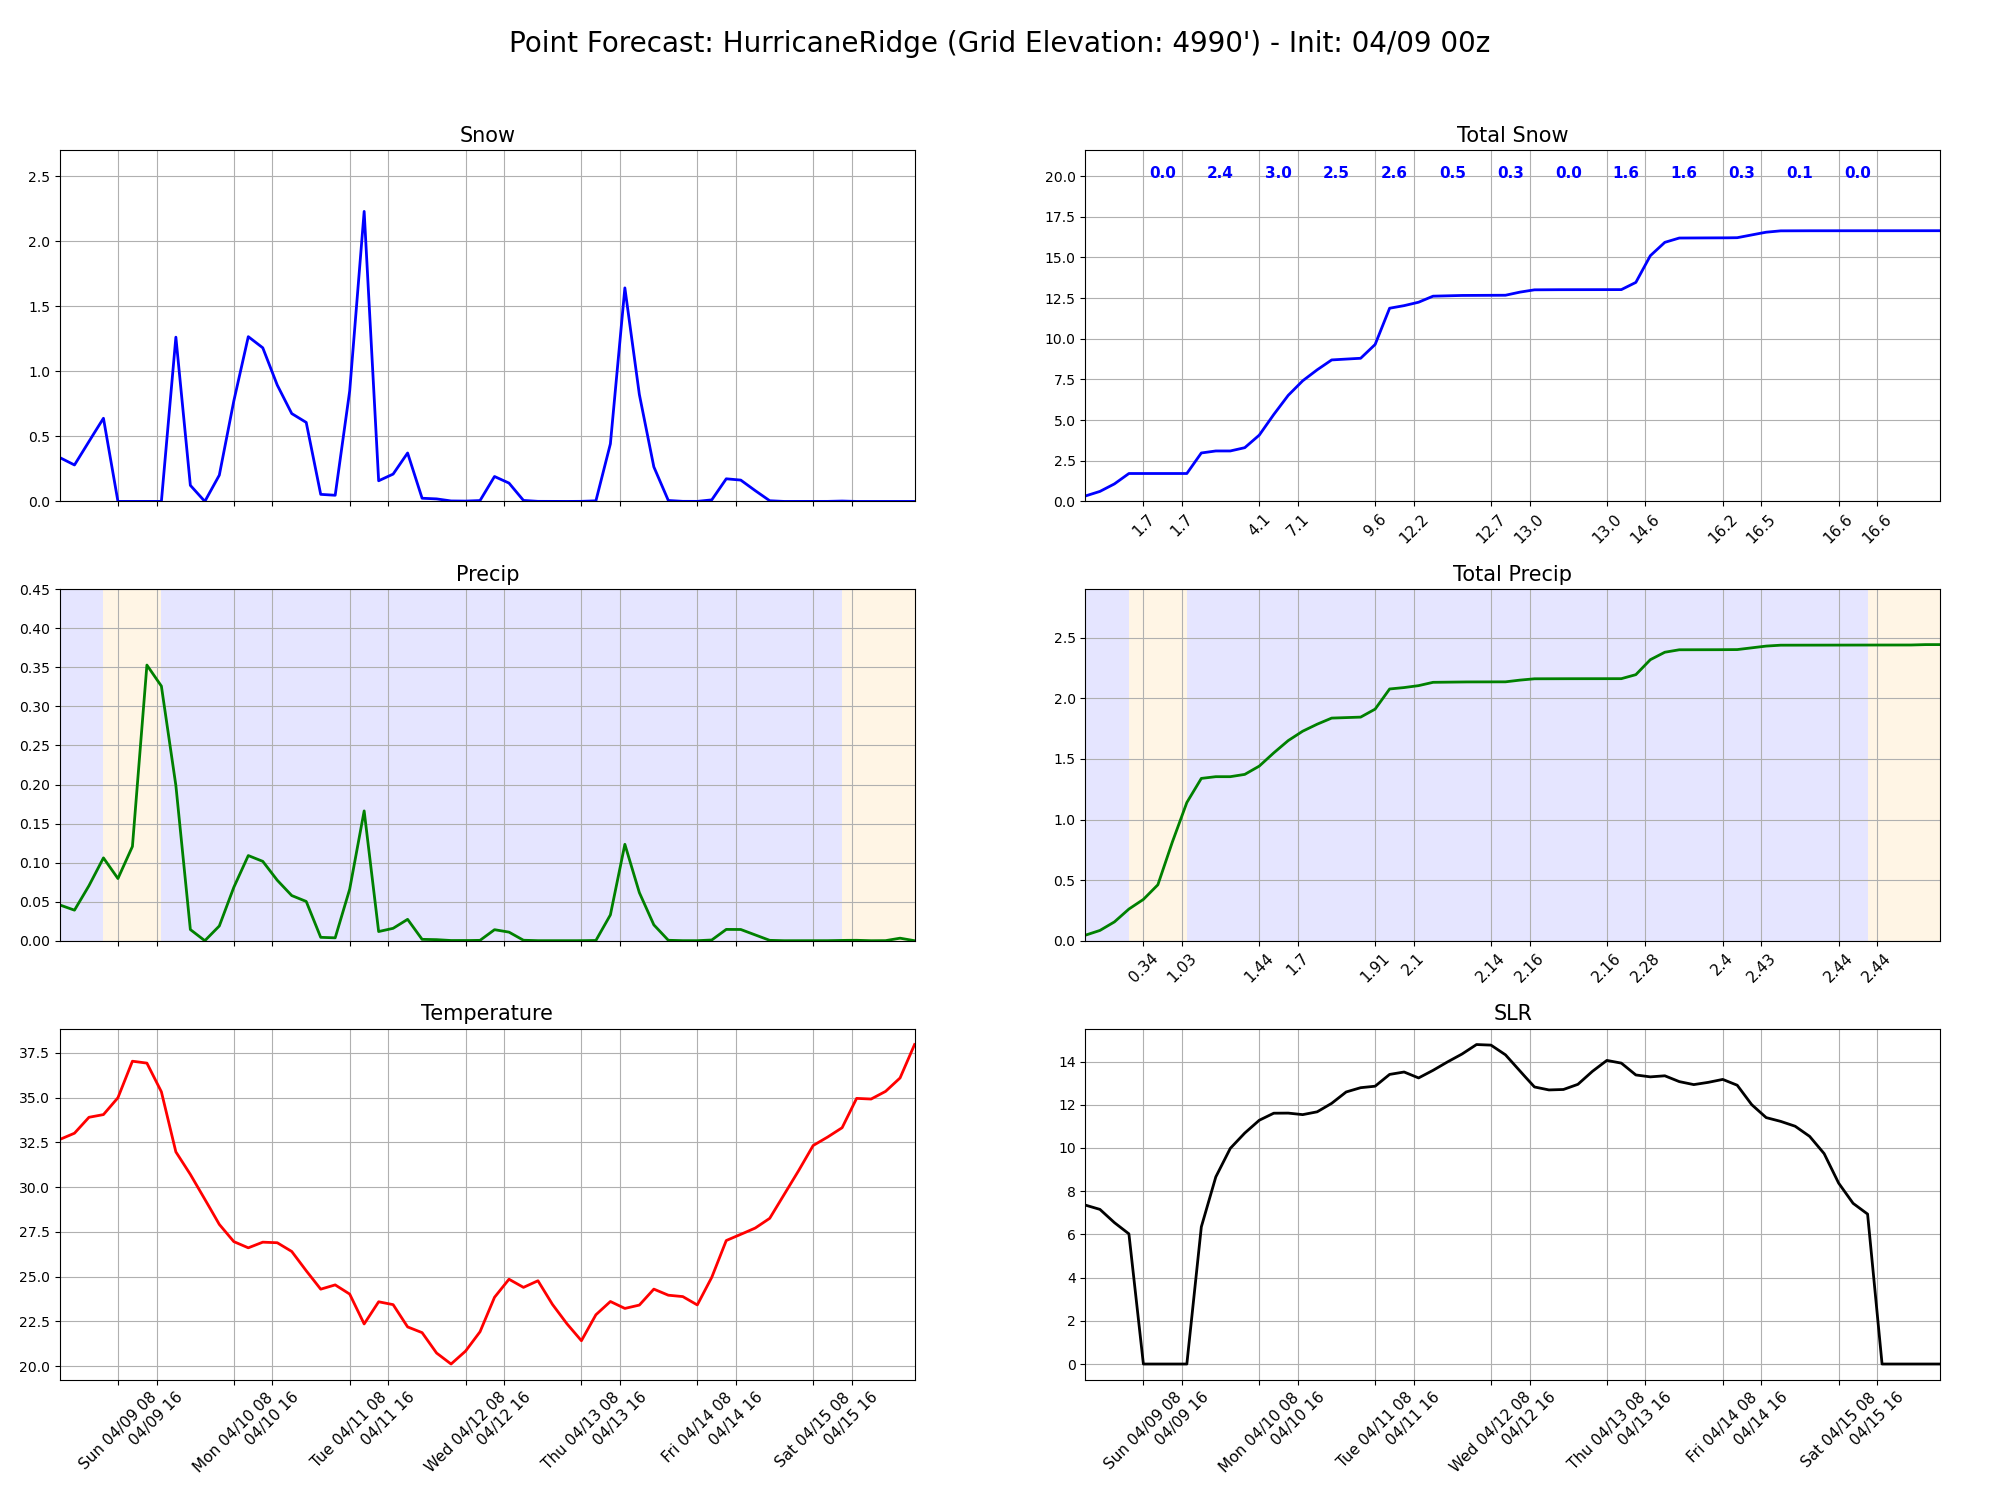 Point Forecast: HurricaneRidge (Grid Elevation: 4990') - Init: 04/09 00z
Snow
2.5
2.0
1.5
1.0
0.5
0.0
Total Snow
0.0 2.4 3.0 2.5 2.6 0.5 0.3 0.0 1.6 1.6 0.3 0.1 0.0
20.0
17.5
15.0
12.5
10.0
7.5
5.0
2.5
0.0
1.7 1.7 4.1 7.1 9.6 12.2 12.7 13.0 13.0 14.6 16.2 16.5 16.6 16.6
Precip
0.45
0.40
0.35
0.30
0.25
0.20
0.15
0.10
0.05
0.00
Total Precip
2.5
2.0
1.5
1.0
0.5
0.0
0.34 1.03 1.44 1.7 1.91 2.1 2.14 2.16 2.16 2.28 2.4 2.43 2.44 2.44
Temperature
37.5
35.0
32.5
30.0
27.5
25.0
22.5
20.0
Sun 04/09 08
04/09 16
Mon 04/10 08
04/10 16
Tue 04/11 08
04/11 16
Wed 04/12 08
04/12 16
Thu 04/13 08
04/13 16
Fri 04/14 08
04/14 16
Sat 04/15 08
04/15 16
SLR
14
12
10
8
6
4
2
0
Sun 04/09 08
04/09 16
Mon 04/10 08
04/10 16
Tue 04/11 08
04/11 16
Wed 04/12 08
04/12 16
Thu 04/13 08
04/13 16
Fri 04/14 08
04/14 16
Sat 04/15 08
04/15 16